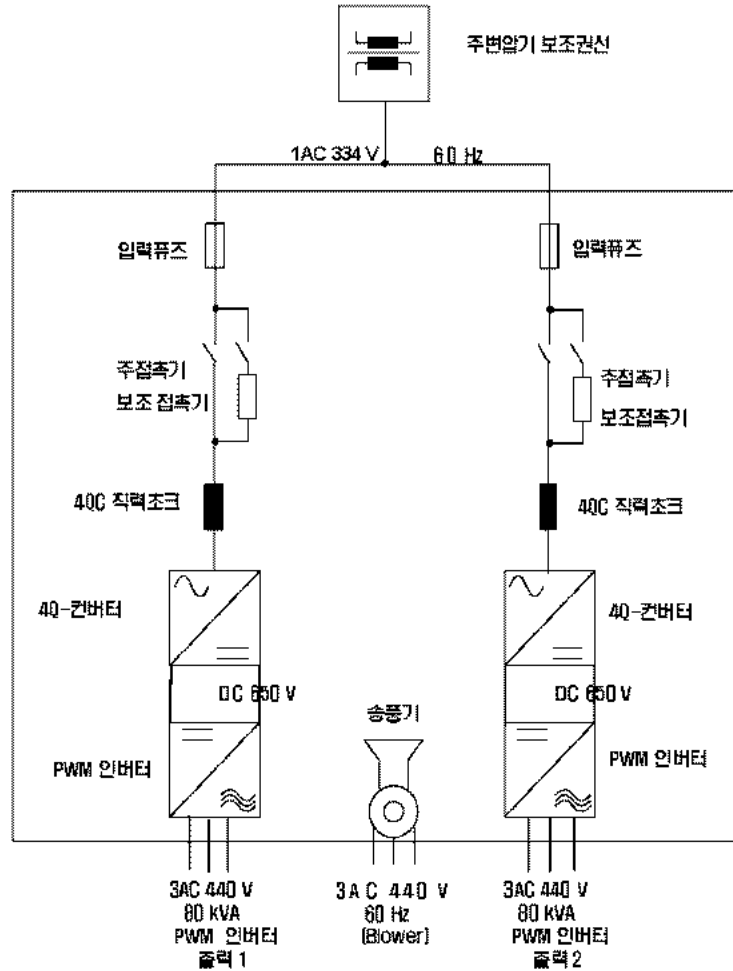 주변압기 보조권선
1AC 334 V 60 Hz
입력퓨즈
입력퓨즈
주접촉기
보조 접촉기
주접촉기
보조접촉기
4QC 직력초크
4QC 직력초크
4Q-컨버터
4Q-컨버터
DC 650 V
DC 650 V
송풍기
PWM 인버터
PWM 인버터
3AC 440 V
80 kVA
PWM 인버터
출력 1
3AC 440 V
60 Hz
(Blower)
3AC 440 V
80 kVA
PWM 인버터
출력 2